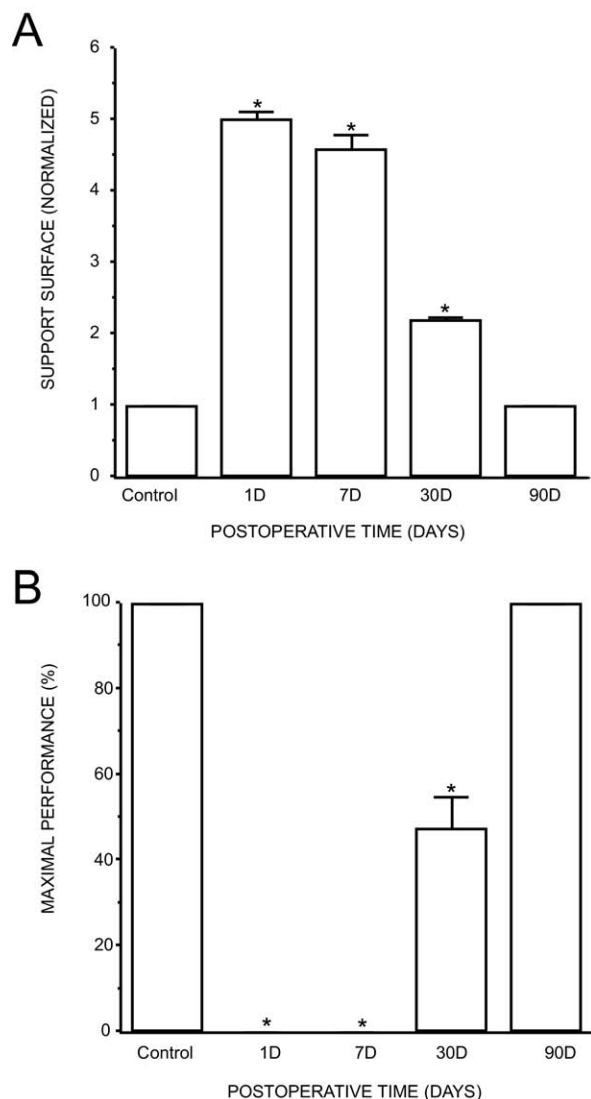 A
SUPPORT SURFACE (NORMALIZED)
6
5
4
3
2
1
0
*
*
*
Control 1D 7D 30D 90D
POSTOPERATIVE TIME (DAYS)
B
MAXIMAL PERFORMANCE (%)
100
80
60
40
20
0
*
*
*
Control 1D 7D 30D 90D
POSTOPERATIVE TIME (DAYS)